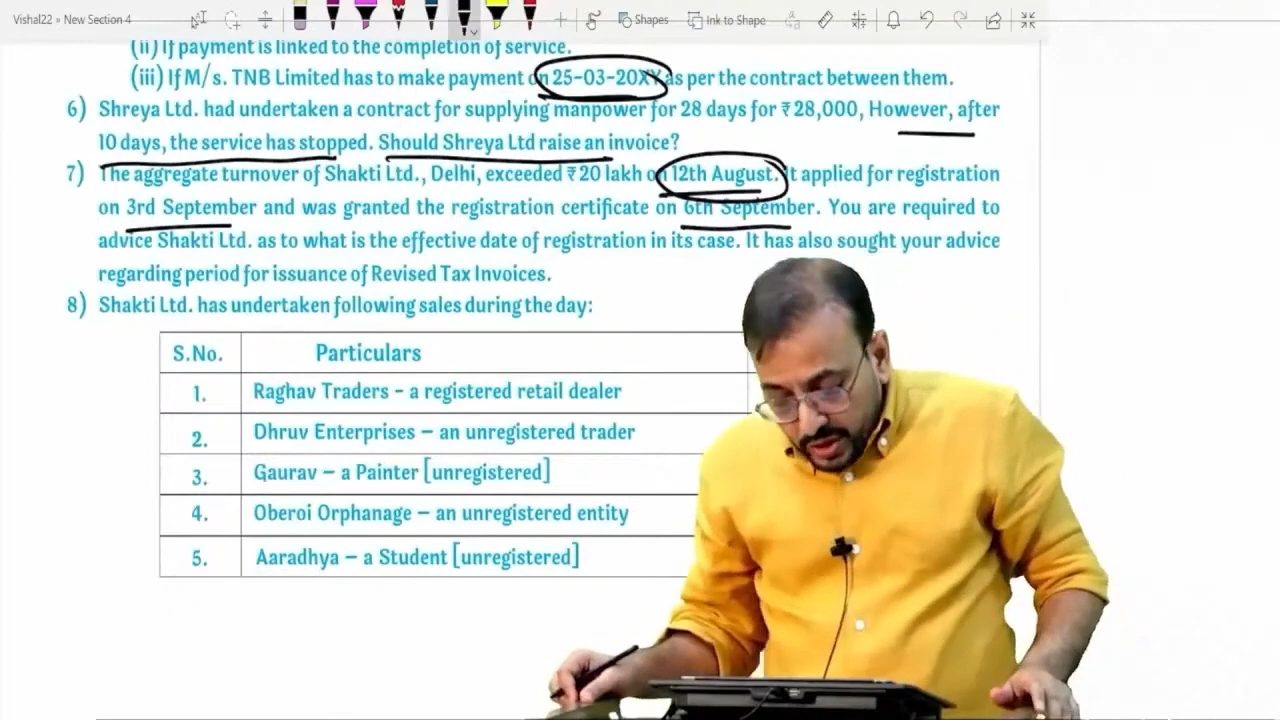 Vishal22 » New Section 4
Shapes
Ink to Shape
(ii) If payment is linked to the completion of service.
(iii) If M/s. TNB Limited has to make payment on 25-03-20XY as per the contract between them.
6) Shreya Ltd. had undertaken a contract for supplying manpower for 28 days for ₹28,000, However, after
10 days, the service has stopped. Should Shreya Ltd raise an invoice?
7) The aggregate turnover of Shakti Ltd., Delhi, exceeded ₹20 lakh on 12th August. It applied for registration
on 3rd September and was granted the registration certificate on 6th September. You are required to
advice Shakti Ltd. as to what is the effective date of registration in its case. It has also sought your advice
regarding period for issuance of Revised Tax Invoices.
8) Shakti Ltd. has undertaken following sales during the day:
S.No. Particulars
1. Raghav Traders – a registered retail dealer
2. Dhruv Enterprises – an unregistered trader
3. Gaurav – a Painter [unregistered]
4. Oberoi Orphanage – an unregistered entity
5. Aaradhya – a Student [unregistered]